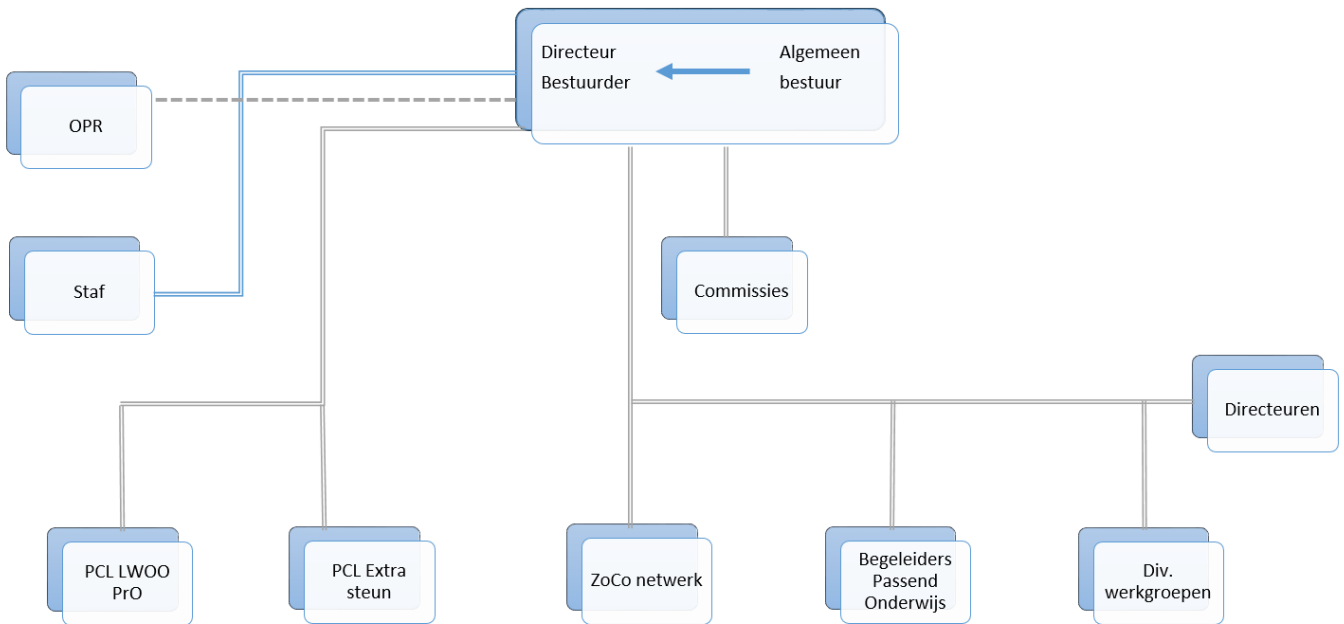 Directeur
Bestuurder
Algemeen
bestuur
OPR
Staf
Commissies
Directeuren
PCL LWOO
PrO
PCL Extra
steun
ZoCo netwerk
Begeleiders
Passend
Onderwijs
Div.
werkgroepen